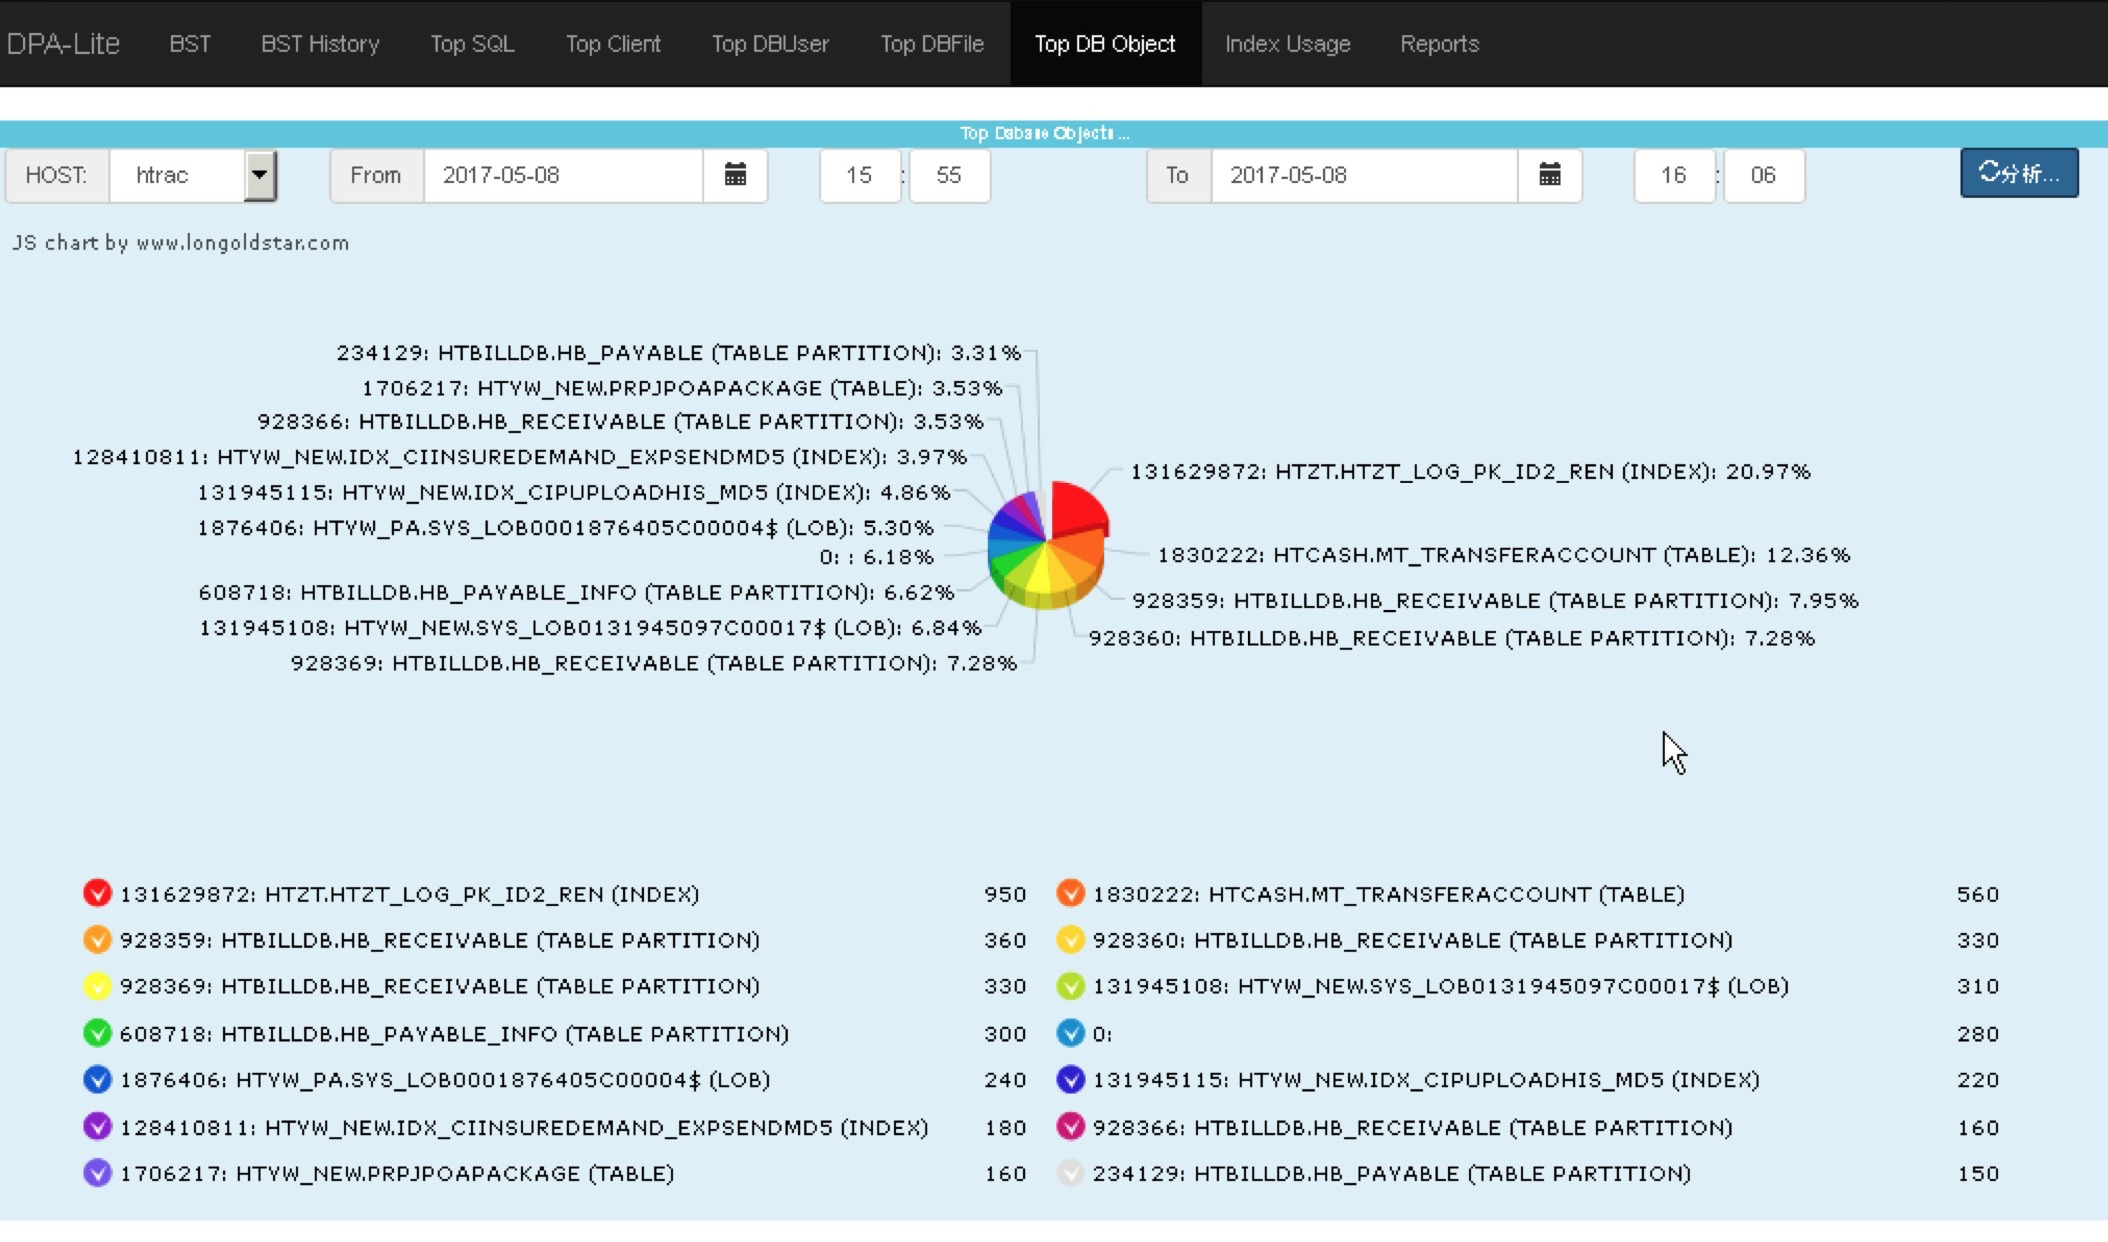 DPA-Lite BST BST History Top SQL Top Client Top DBUser Top DBFile Top DB Object Index Usage Reports
Top Dabase Objects ...
HOST: htrac From 2017-05-08 15 : 55 To 2017-05-08 16 : 06 分析...
JS chart by www.longoldstar.com
234129: HTBILLDB.HB_PAYABLE (TABLE PARTITION): 3.31%
1706217: HTYW_NEW.PRPJPOAPACKAGE (TABLE): 3.53%
928366: HTBILLDB.HB_RECEIVABLE (TABLE PARTITION): 3.53%
128410811: HTYW_NEW.IDX_CIINSUREDEMAND_EXPSENDMD5 (INDEX): 3.97%
131945115: HTYW_NEW.IDX_CIPUPLOADHIS_MD5 (INDEX): 4.86%
1876406: HTYW_PA.SYS_LOB0001876405C00004$ (LOB): 5.30%
0: : 6.18%
608718: HTBILLDB.HB_PAYABLE_INFO (TABLE PARTITION): 6.62%
131945108: HTYW_NEW.SYS_LOB0131945097C00017$ (LOB): 6.84%
928369: HTBILLDB.HB_RECEIVABLE (TABLE PARTITION): 7.28%
131629872: HTZT.HTZT_LOG_PK_ID2_REN (INDEX): 20.97%
1830222: HTCASH.MT_TRANSFERACCOUNT (TABLE): 12.36%
928359: HTBILLDB.HB_RECEIVABLE (TABLE PARTITION): 7.95%
928360: HTBILLDB.HB_RECEIVABLE (TABLE PARTITION): 7.28%
131629872: HTZT.HTZT_LOG_PK_ID2_REN (INDEX) 950 1830222: HTCASH.MT_TRANSFERACCOUNT (TABLE) 560
928359: HTBILLDB.HB_RECEIVABLE (TABLE PARTITION) 360 928360: HTBILLDB.HB_RECEIVABLE (TABLE PARTITION) 330
928369: HTBILLDB.HB_RECEIVABLE (TABLE PARTITION) 330 131945108: HTYW_NEW.SYS_LOB0131945097C00017$ (LOB) 310
608718: HTBILLDB.HB_PAYABLE_INFO (TABLE PARTITION) 300 0: 280
1876406: HTYW_PA.SYS_LOB0001876405C00004$ (LOB) 240 131945115: HTYW_NEW.IDX_CIPUPLOADHIS_MD5 (INDEX) 220
128410811: HTYW_NEW.IDX_CIINSUREDEMAND_EXPSENDMD5 (INDEX) 180 928366: HTBILLDB.HB_RECEIVABLE (TABLE PARTITION) 160
1706217: HTYW_NEW.PRPJPOAPACKAGE (TABLE) 160 234129: HTBILLDB.HB_PAYABLE (TABLE PARTITION) 150